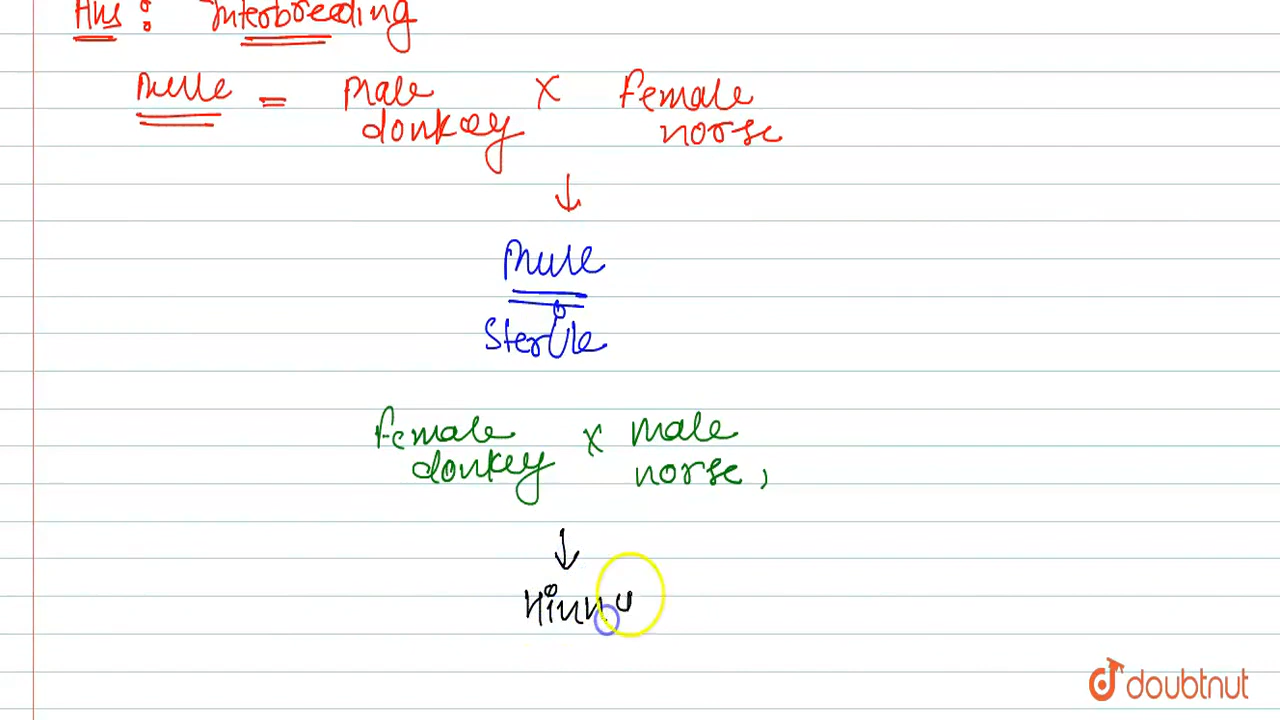 Ans : Interbreeding
Mule = Male donkey X Female horse
↓
Mule
Sterile
Female donkey X male horse,
↓
Hinny
doubtnut